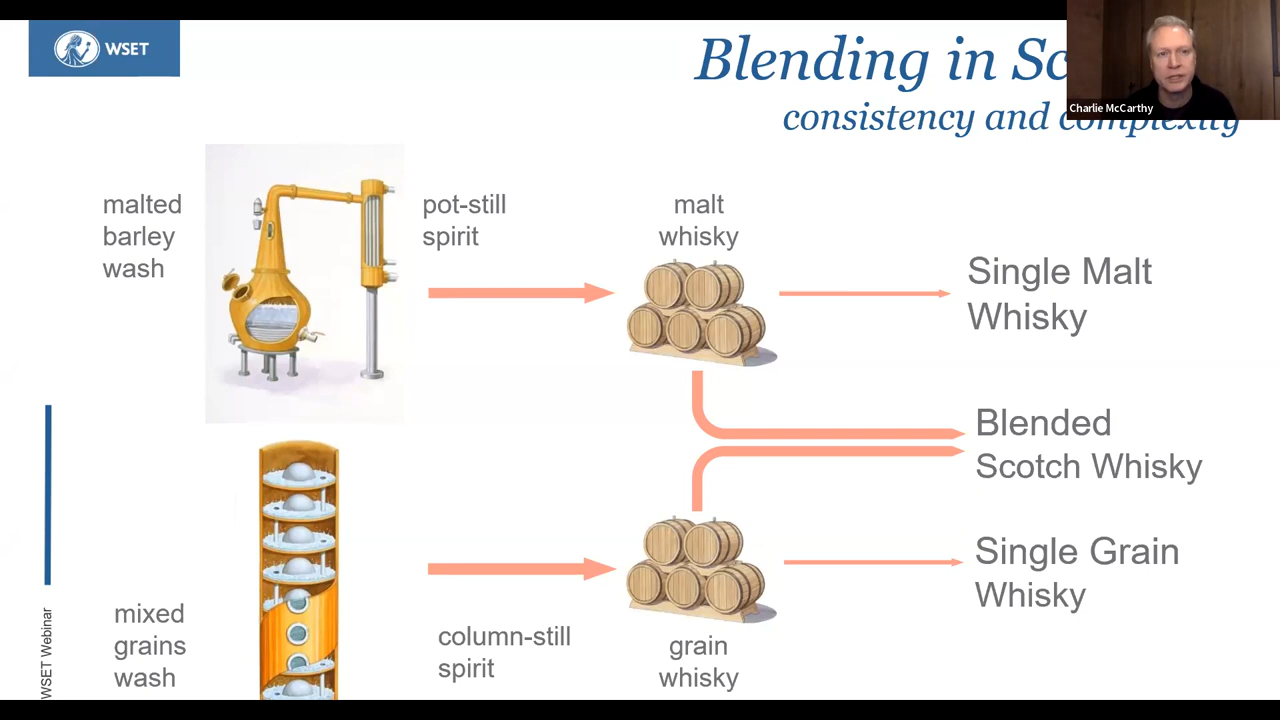 WSET
Blending in Sc
Charlie McCarthy
consistency and complexity
malted
barley
wash
pot-still
spirit
malt
whisky
Single Malt
Whisky
Blended
Scotch Whisky
Single Grain
Whisky
mixed
grains
wash
column-still
spirit
grain
whisky
WSET Webinar